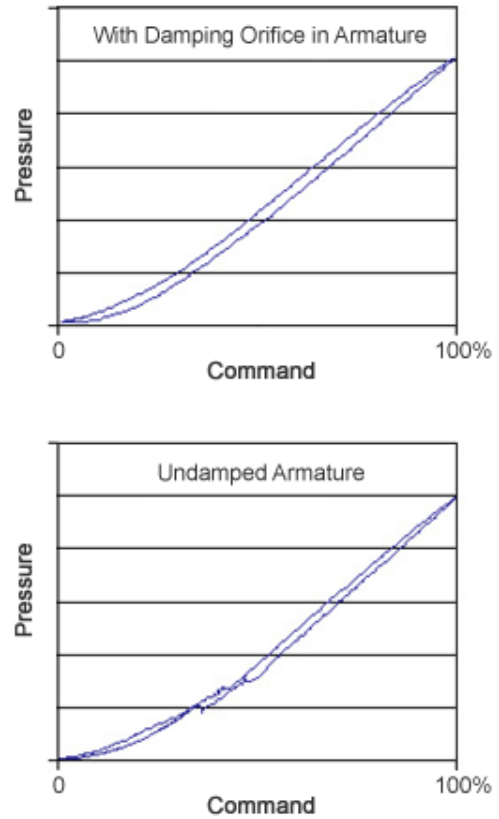 With Damping Orifice in Armature
Pressure
0
100%
Command
Undamped Armature
Pressure
0
100%
Command